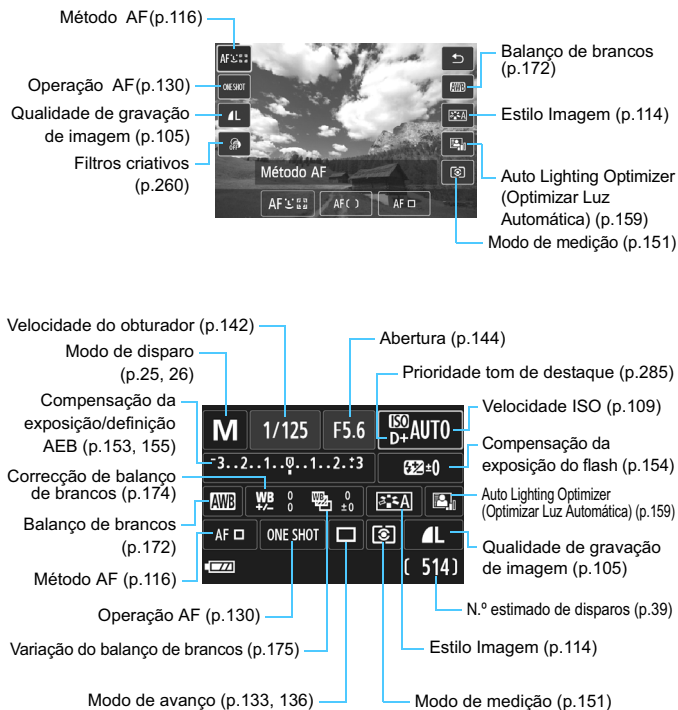 Método AF(p.116)
Operação AF(p.130)
Qualidade de gravação
de imagem (p.105)
Filtros criativos
(p.260)
AF
ONE SHOT
L
OFF
Método AF
AF
AF( )
AF
AWB
A
Balanço de brancos
(p.172)
Estilo Imagem (p.114)
Auto Lighting Optimizer
(Optimizar Luz
Automática) (p.159)
Modo de medição (p.151)
Velocidade do obturador (p.142)
Modo de disparo
(p.25, 26)
Compensação da
exposição/definição
AEB (p.153, 155)
Correcção de balanço
de brancos (p.174)
Balanço de brancos
(p.172)
Método AF (p.116)
Operação AF (p.130)
Variação do balanço de brancos (p.175)
Modo de avanço (p.133, 136)
M 1/125 F5.6 ISO AUTO
D+
-3..2..1..0..1..2.:+3 ±0
AWB WB +/- 0 0 WB 0 ±0 A
AF ONE SHOT L
( 514)
Abertura (p.144)
Prioridade tom de destaque (p.285)
Velocidade ISO (p.109)
Compensação da
exposição do flash (p.154)
Auto Lighting Optimizer
(Optimizar Luz Automática) (p.159)
Qualidade de gravação
de imagem (p.105)
N.º estimado de disparos (p.39)
Estilo Imagem (p.114)
Modo de medição (p.151)